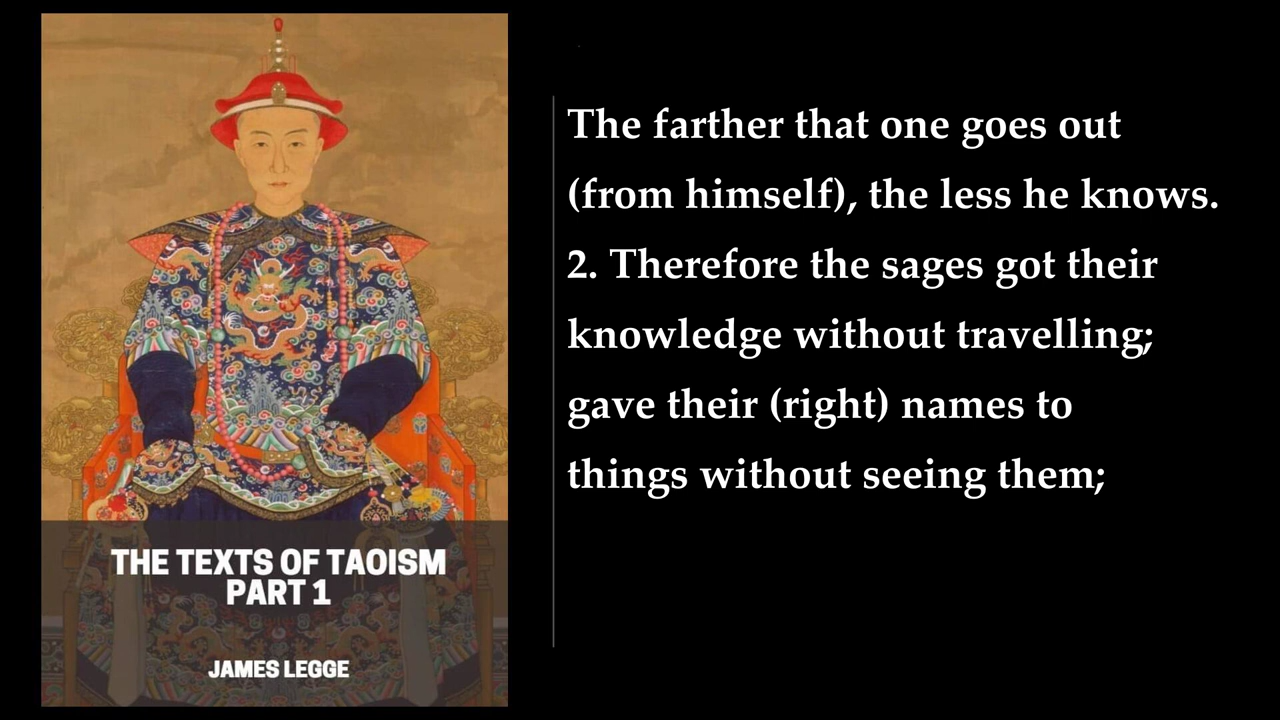 THE TEXTS OF TAOISM
PART 1
JAMES LEGGE
The farther that one goes out
(from himself), the less he knows.
2. Therefore the sages got their
knowledge without travelling;
gave their (right) names to
things without seeing them;